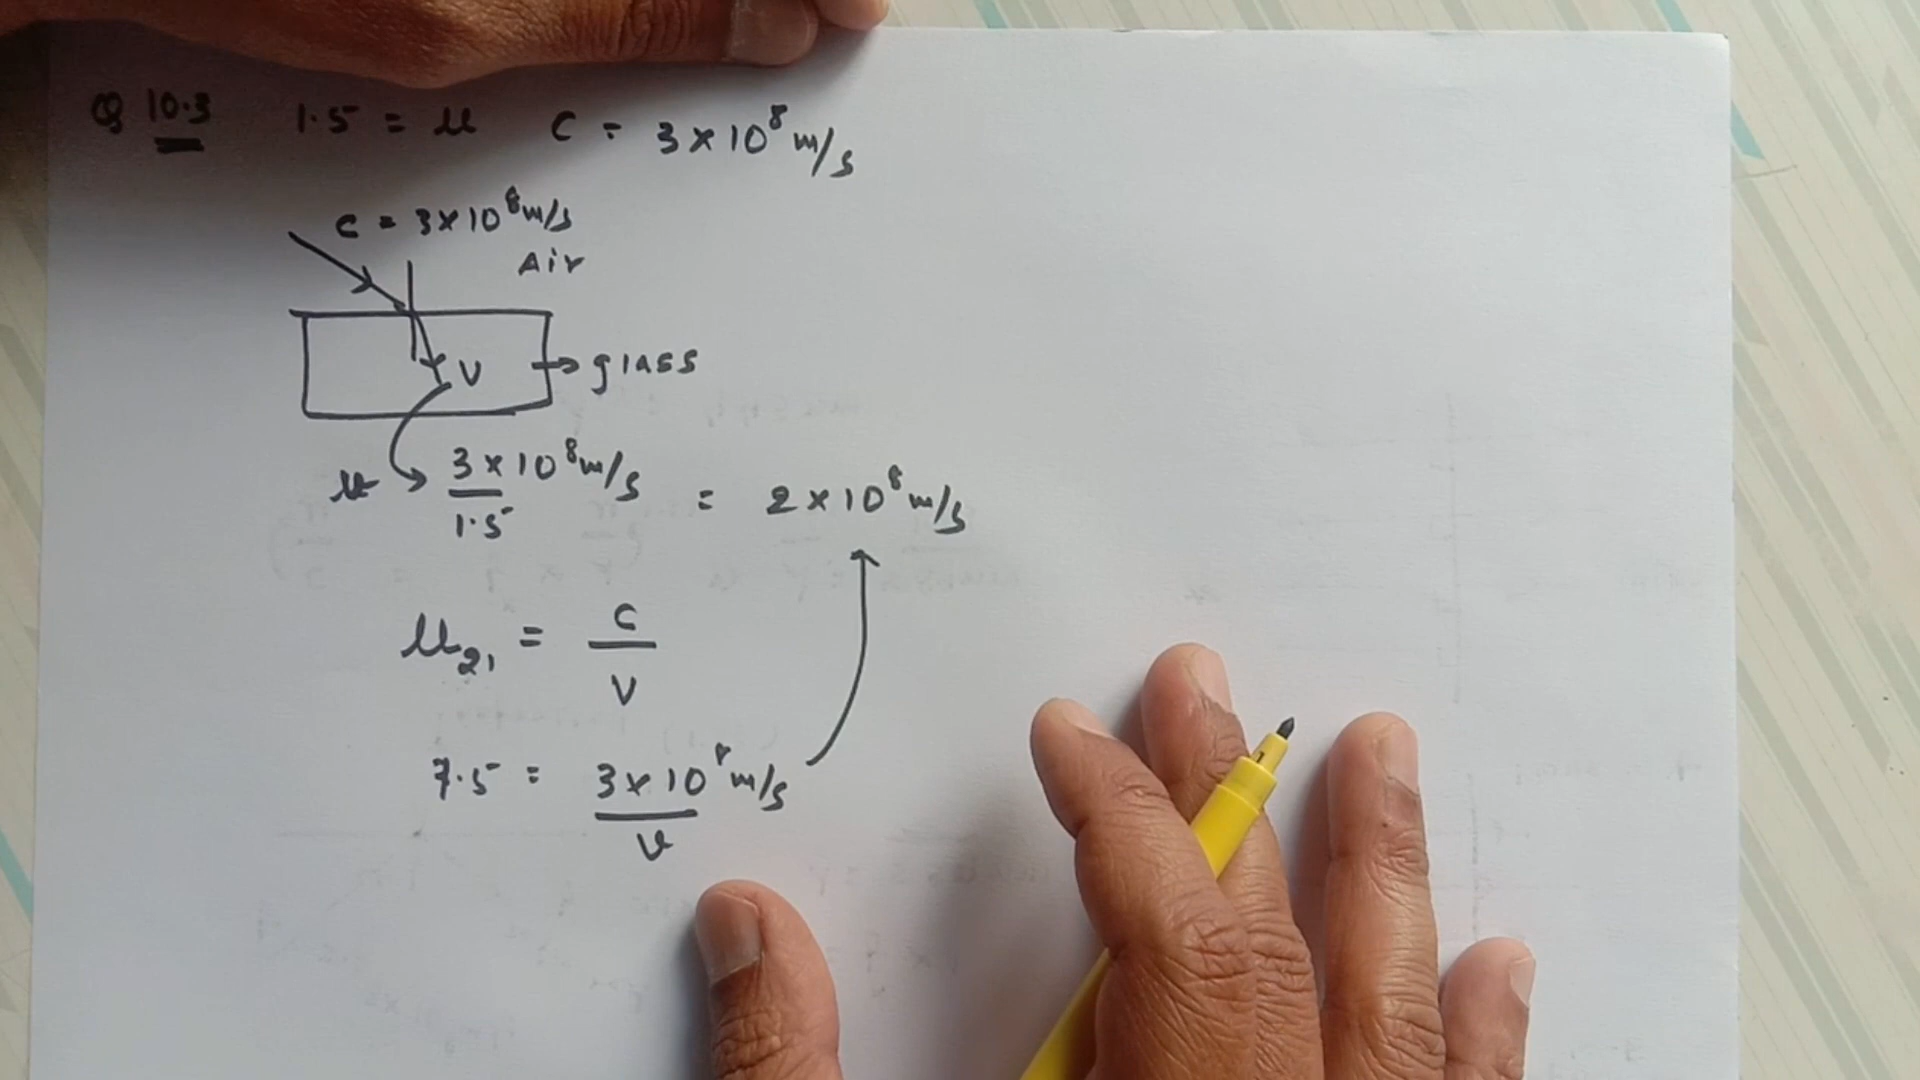 Q 10.3 1.5 = μ C = 3 × 10⁸ m/s
C = 3 × 10⁸ m/s
Air
V
glass
3 × 10⁸ m/s = 2 × 10⁸ m/s
1.5
μ₂₁ = C
V
7.5 = 3 × 10⁸ m/s
v